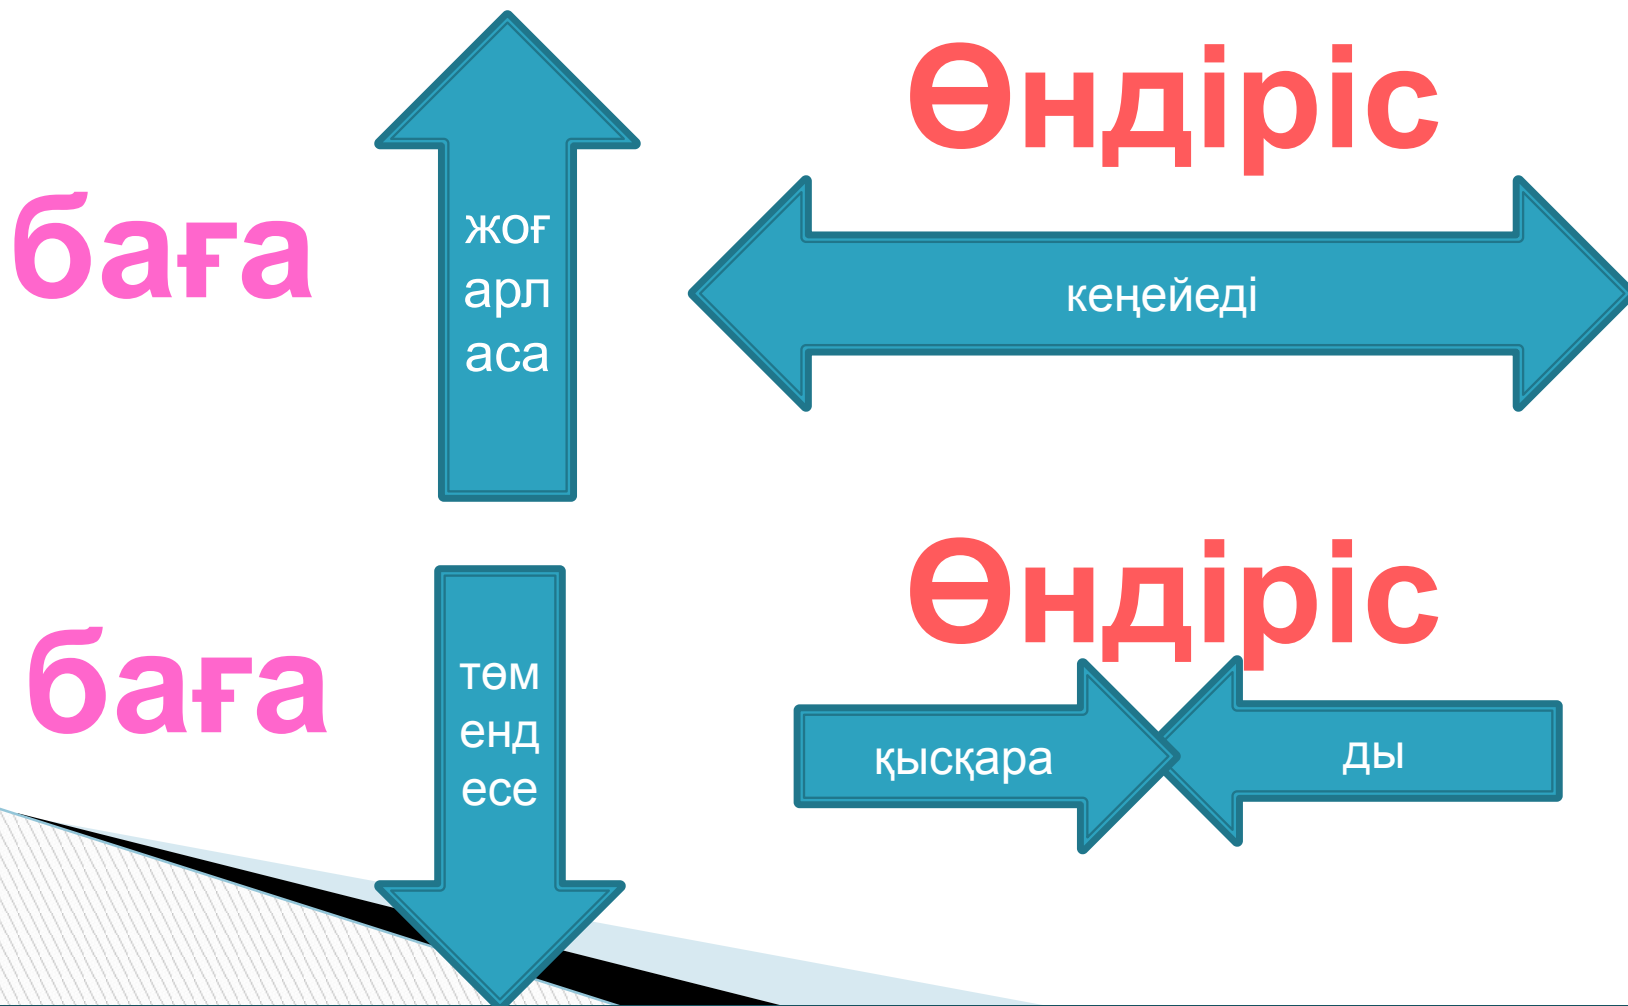 баға
жоғ
арл
аса
Өндіріс
кеңейеді
баға
төм
енд
есе
Өндіріс
қысқара
ды